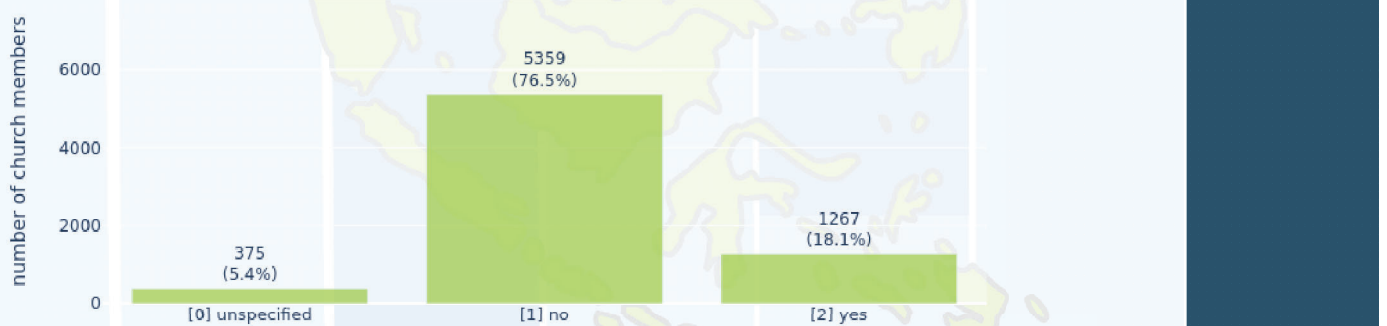 number of church members
6000
4000
2000
0
375
(5.4%)
5359
(76.5%)
1267
(18.1%)
[0] unspecified
[1] no
[2] yes